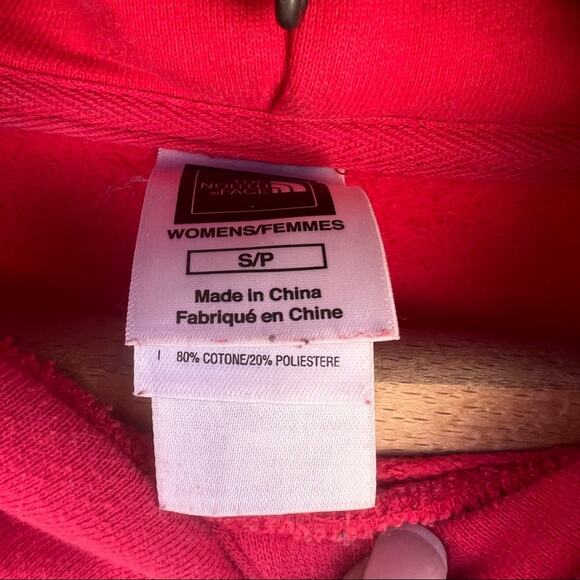 THE
NORTH
FACE
WOMENS/FEMMES
S/P
Made in China
Fabriqué en Chine
I 80% COTONE/20% POLIESTERE